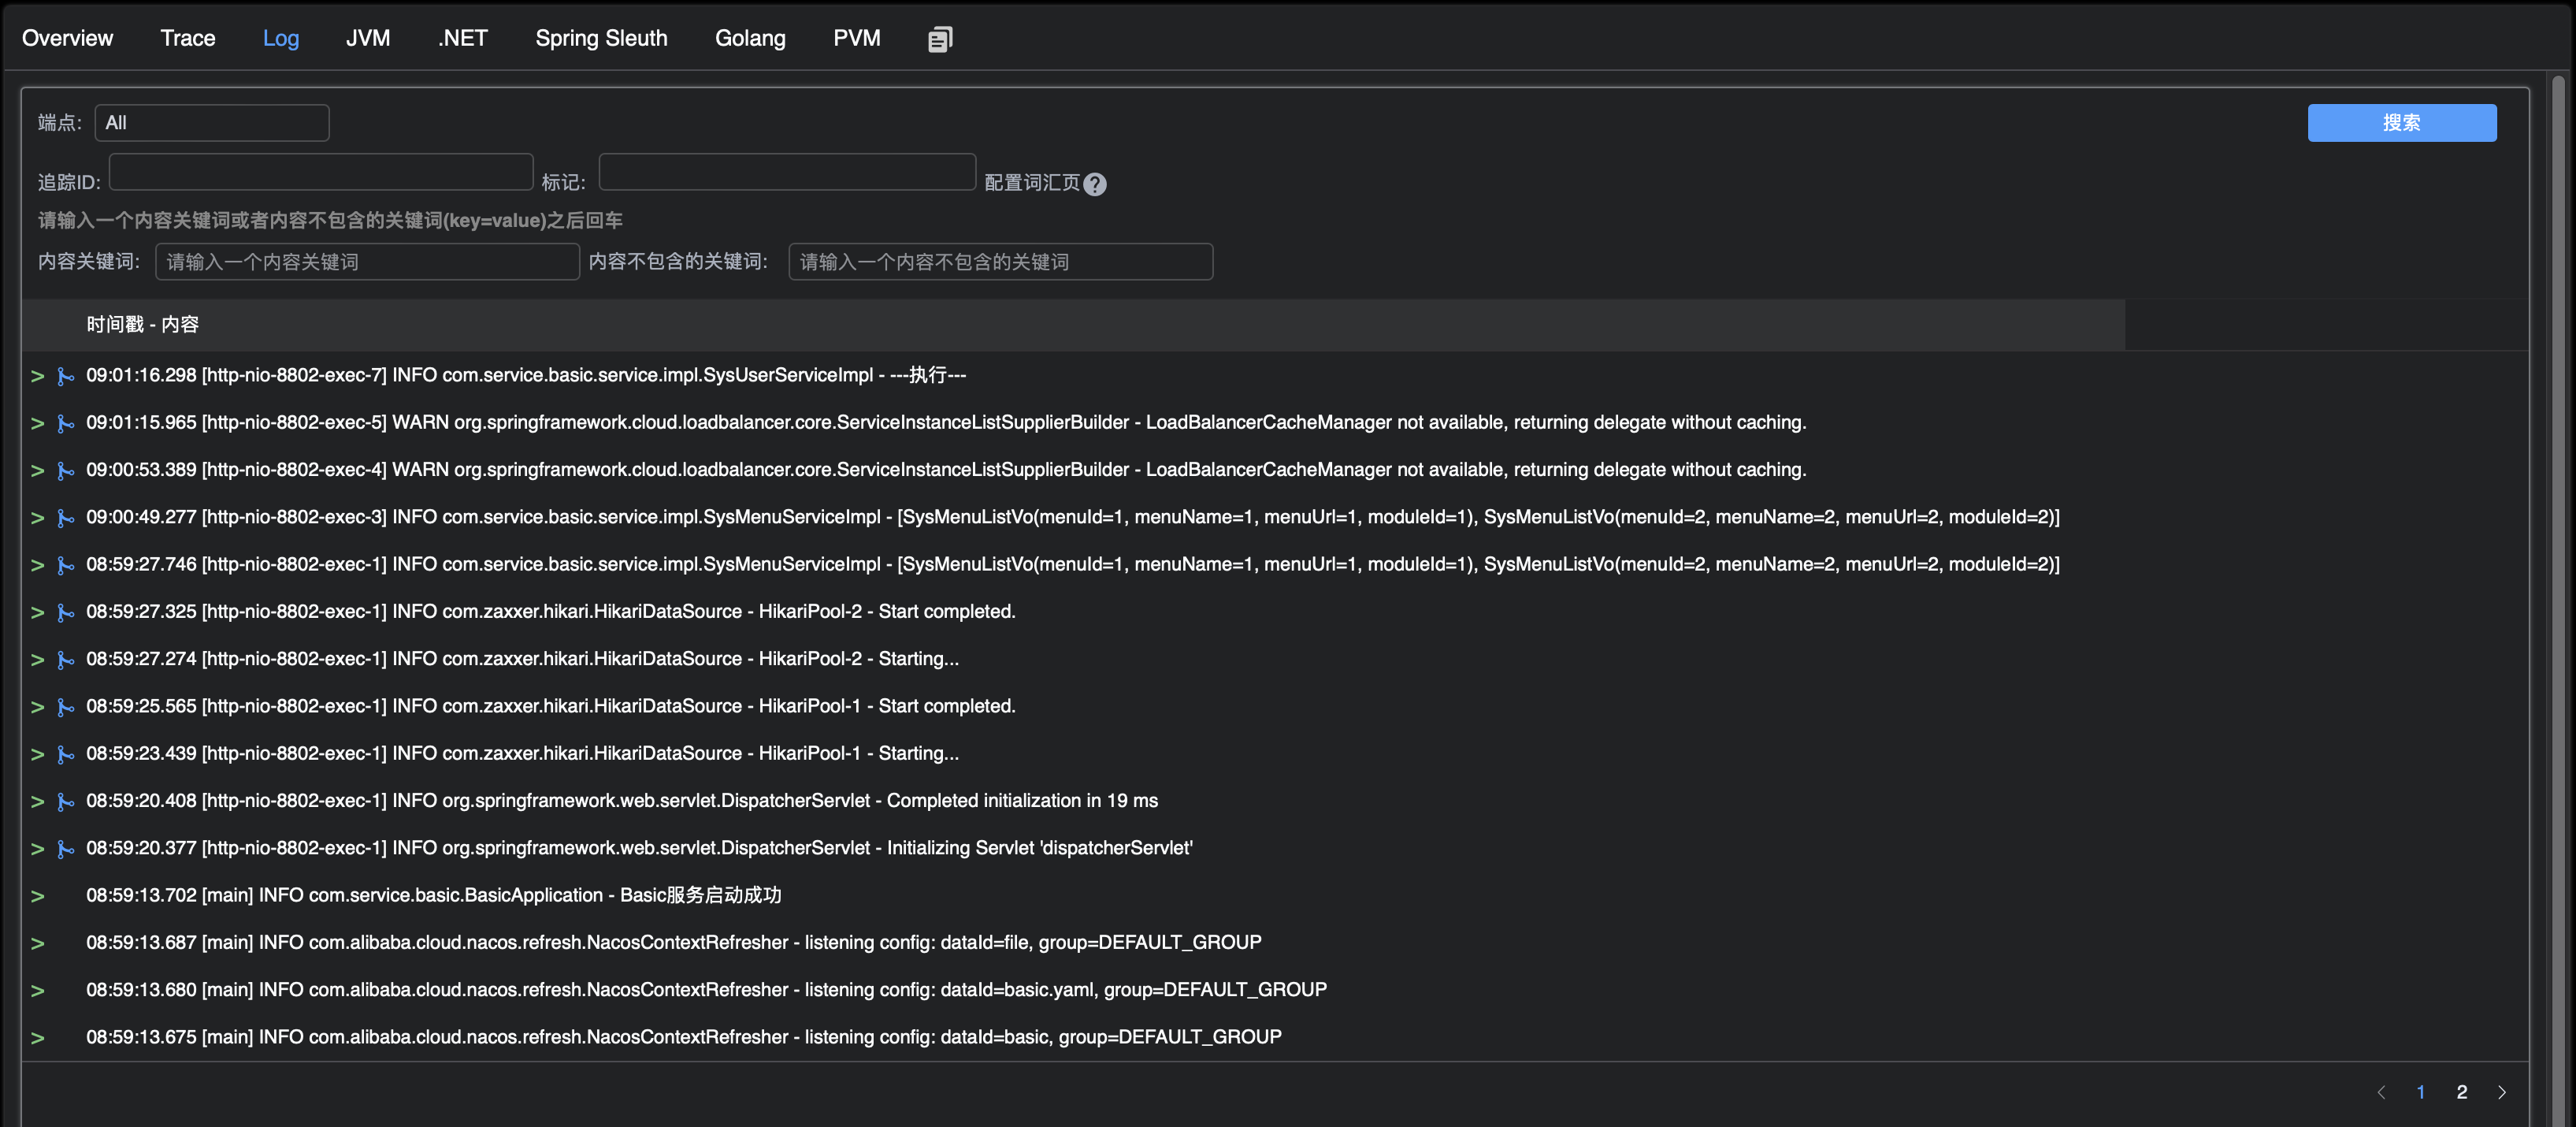 Overview Trace Log JVM .NET Spring Sleuth Golang PVM
端点: All 搜索
追踪ID: 标记: 配置词汇页 ?
请输入一个内容关键词或者内容不包含的关键词(key=value)之后回车
内容关键词: 请输入一个内容关键词 内容不包含的关键词: 请输入一个内容不包含的关键词
时间戳 - 内容
> 09:01:16.298 [http-nio-8802-exec-7] INFO com.service.basic.service.impl.SysUserServiceImpl - ---执行---
> 09:01:15.965 [http-nio-8802-exec-5] WARN org.springframework.cloud.loadbalancer.core.ServiceInstanceListSupplierBuilder - LoadBalancerCacheManager not available, returning delegate without caching.
> 09:00:53.389 [http-nio-8802-exec-4] WARN org.springframework.cloud.loadbalancer.core.ServiceInstanceListSupplierBuilder - LoadBalancerCacheManager not available, returning delegate without caching.
> 09:00:49.277 [http-nio-8802-exec-3] INFO com.service.basic.service.impl.SysMenuServiceImpl - [SysMenuListVo(menuId=1, menuName=1, menuUrl=1, moduleId=1), SysMenuListVo(menuId=2, menuName=2, menuUrl=2, moduleId=2)]
> 08:59:27.746 [http-nio-8802-exec-1] INFO com.service.basic.service.impl.SysMenuServiceImpl - [SysMenuListVo(menuId=1, menuName=1, menuUrl=1, moduleId=1), SysMenuListVo(menuId=2, menuName=2, menuUrl=2, moduleId=2)]
> 08:59:27.325 [http-nio-8802-exec-1] INFO com.zaxxer.hikari.HikariDataSource - HikariPool-2 - Start completed.
> 08:59:27.274 [http-nio-8802-exec-1] INFO com.zaxxer.hikari.HikariDataSource - HikariPool-2 - Starting...
> 08:59:25.565 [http-nio-8802-exec-1] INFO com.zaxxer.hikari.HikariDataSource - HikariPool-1 - Start completed.
> 08:59:23.439 [http-nio-8802-exec-1] INFO com.zaxxer.hikari.HikariDataSource - HikariPool-1 - Starting...
> 08:59:20.408 [http-nio-8802-exec-1] INFO org.springframework.web.servlet.DispatcherServlet - Completed initialization in 19 ms
> 08:59:20.377 [http-nio-8802-exec-1] INFO org.springframework.web.servlet.DispatcherServlet - Initializing Servlet 'dispatcherServlet'
> 08:59:13.702 [main] INFO com.service.basic.BasicApplication - Basic服务启动成功
> 08:59:13.687 [main] INFO com.alibaba.cloud.nacos.refresh.NacosContextRefresher - listening config: dataId=file, group=DEFAULT_GROUP
> 08:59:13.680 [main] INFO com.alibaba.cloud.nacos.refresh.NacosContextRefresher - listening config: dataId=basic.yaml, group=DEFAULT_GROUP
> 08:59:13.675 [main] INFO com.alibaba.cloud.nacos.refresh.NacosContextRefresher - listening config: dataId=basic, group=DEFAULT_GROUP
< 1 2 >